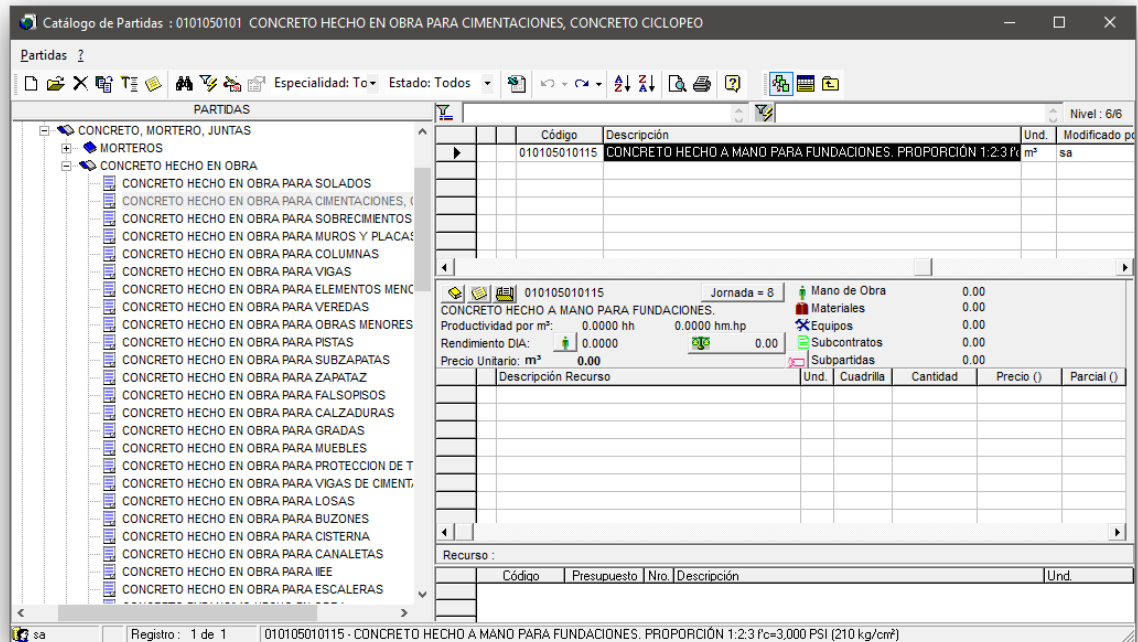 Catálogo de Partidas : 0101050101 CONCRETO HECHO EN OBRA PARA CIMENTACIONES, CONCRETO CICLOPEO
Partidas ?
Especialidad: To Estado: Todos
PARTIDAS
CONCRETO, MORTERO, JUNTAS
MORTEROS
CONCRETO HECHO EN OBRA
CONCRETO HECHO EN OBRA PARA SOLADOS
CONCRETO HECHO EN OBRA PARA CIMENTACIONES, C
CONCRETO HECHO EN OBRA PARA SOBRECIMIENTOS
CONCRETO HECHO EN OBRA PARA MUROS Y PLACAS
CONCRETO HECHO EN OBRA PARA COLUMNAS
CONCRETO HECHO EN OBRA PARA VIGAS
CONCRETO HECHO EN OBRA PARA ELEMENTOS MENO
CONCRETO HECHO EN OBRA PARA VEREDAS
CONCRETO HECHO EN OBRA PARA OBRAS MENORES
CONCRETO HECHO EN OBRA PARA PISTAS
CONCRETO HECHO EN OBRA PARA SUBZAPATAS
CONCRETO HECHO EN OBRA PARA ZAPATAZ
CONCRETO HECHO EN OBRA PARA FALSOPISOS
CONCRETO HECHO EN OBRA PARA CALZADURAS
CONCRETO HECHO EN OBRA PARA GRADAS
CONCRETO HECHO EN OBRA PARA MUEBLES
CONCRETO HECHO EN OBRA PARA PROTECCION DE T
CONCRETO HECHO EN OBRA PARA VIGAS DE CIMENT
CONCRETO HECHO EN OBRA PARA LOSAS
CONCRETO HECHO EN OBRA PARA BUZONES
CONCRETO HECHO EN OBRA PARA CISTERNA
CONCRETO HECHO EN OBRA PARA CANALETAS
CONCRETO HECHO EN OBRA PARA IIEE
CONCRETO HECHO EN OBRA PARA ESCALERAS
Nivel : 6/6
Código Descripción Und. Modificado po
010105010115 CONCRETO HECHO A MANO PARA FUNDACIONES. PROPORCIÓN 1:2:3 f'c m³ sa
010105010115 Jornada = 8
CONCRETO HECHO A MANO PARA FUNDACIONES.
Productividad por m³: 0.0000 hh 0.0000 hm.hp
Rendimiento DIA: 0.0000 0.00
Precio Unitario: m³ 0.00
Mano de Obra 0.00
Materiales 0.00
Equipos 0.00
Subcontratos 0.00
Subpartidas 0.00
Descripción Recurso Und. Cuadrilla Cantidad Precio () Parcial ()
Recurso :
Código Presupuesto Nro. Descripción Und.
sa Registro : 1 de 1 010105010115 - CONCRETO HECHO A MANO PARA FUNDACIONES. PROPORCIÓN 1:2:3 f'c=3,000 PSI (210 kg/cm²)